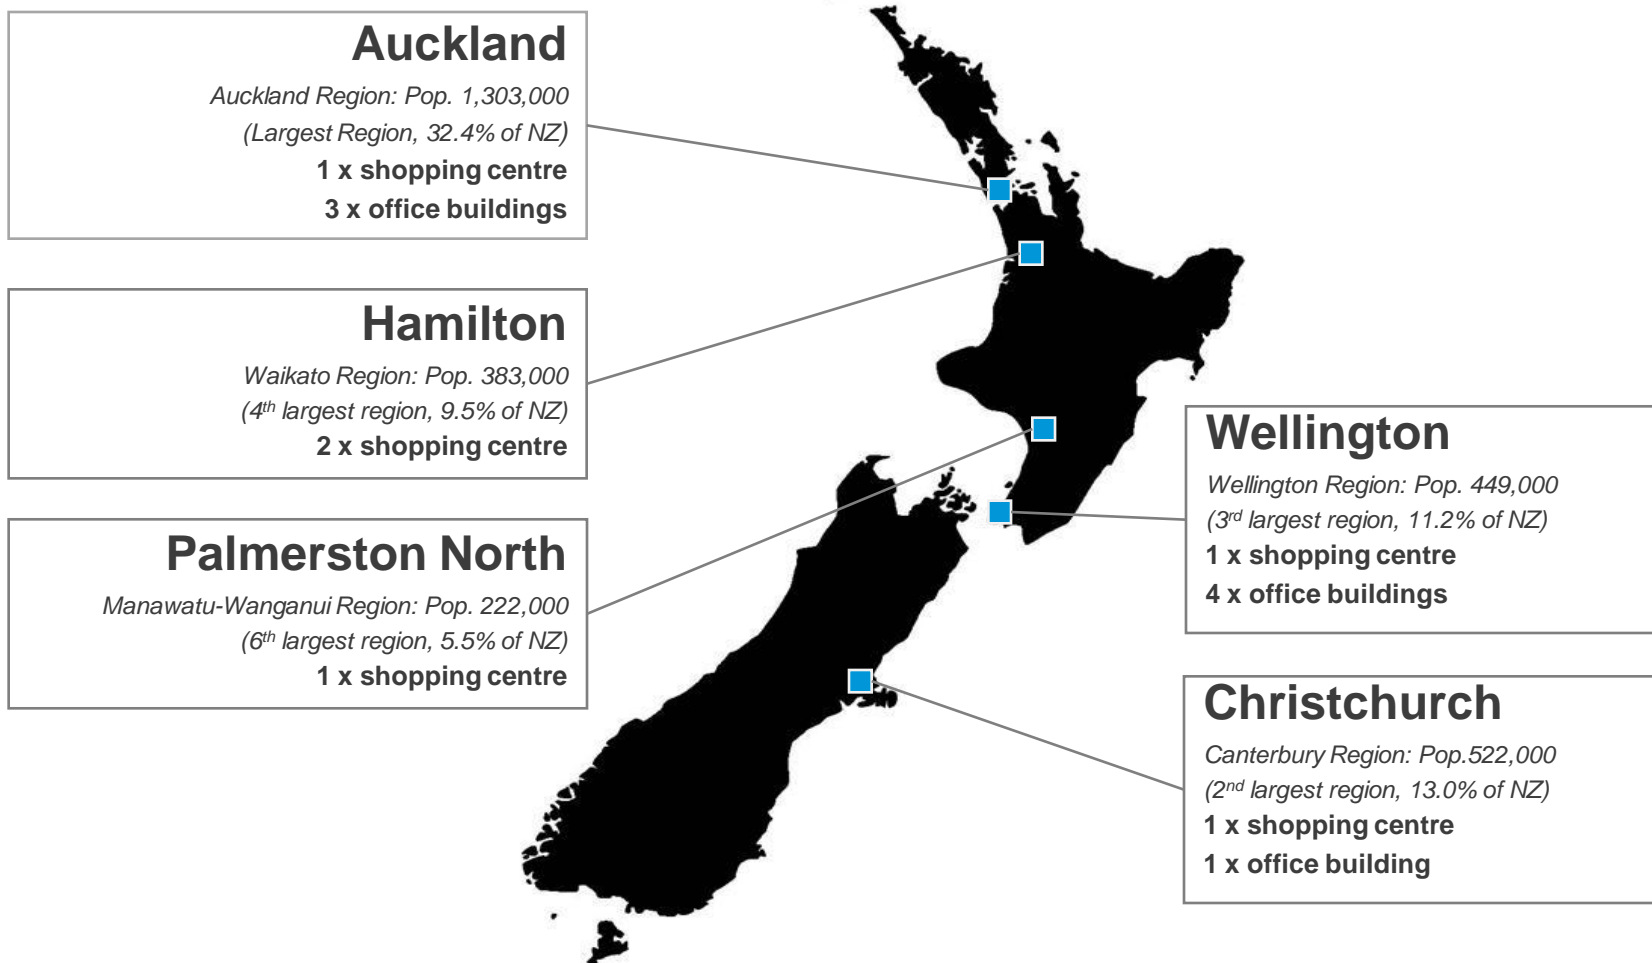 Auckland
Auckland Region: Pop. 1,303,000
(Largest Region, 32.4% of NZ)
1 x shopping centre
3 x office buildings
Hamilton
Waikato Region: Pop. 383,000
(4th largest region, 9.5% of NZ)
2 x shopping centre
Palmerston North
Manawatu-Wanganui Region: Pop. 222,000
(6th largest region, 5.5% of NZ)
1 x shopping centre
Wellington
Wellington Region: Pop. 449,000
(3rd largest region, 11.2% of NZ)
1 x shopping centre
4 x office buildings
Christchurch
Canterbury Region: Pop.522,000
(2nd largest region, 13.0% of NZ)
1 x shopping centre
1 x office building